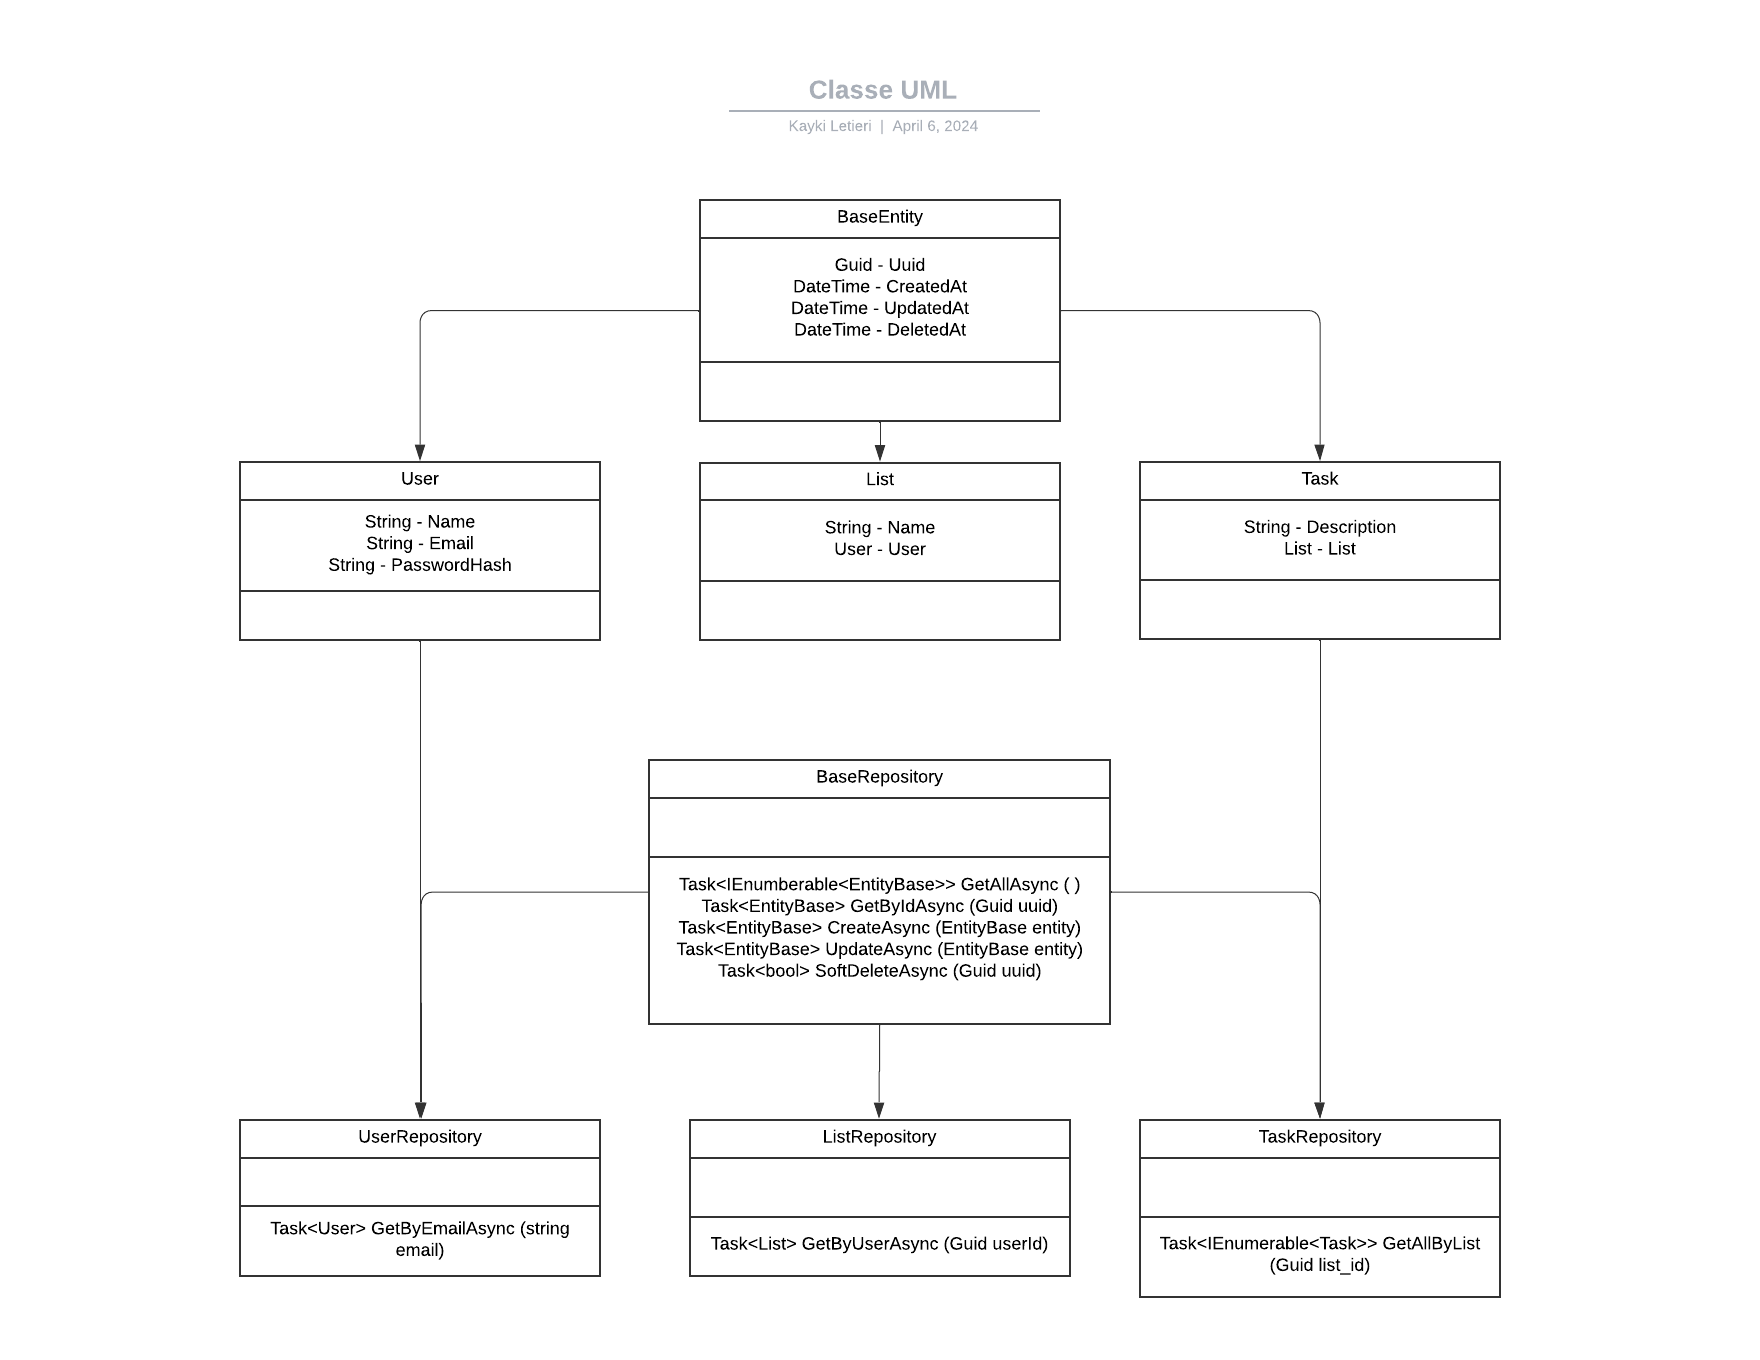 Classe UML
Kayki Letieri | April 6, 2024
BaseEntity
Guid - Uuid
DateTime - CreatedAt
DateTime - UpdatedAt
DateTime - DeletedAt
User
String - Name
String - Email
String - PasswordHash
List
String - Name
User - User
Task
String - Description
List - List
BaseRepository
Task<IEnumberable<EntityBase>> GetAllAsync ( )
Task<EntityBase> GetByIdAsync (Guid uuid)
Task<EntityBase> CreateAsync (EntityBase entity)
Task<EntityBase> UpdateAsync (EntityBase entity)
Task<bool> SoftDeleteAsync (Guid uuid)
UserRepository
Task<User> GetByEmailAsync (string
email)
ListRepository
Task<List> GetByUserAsync (Guid userId)
TaskRepository
Task<IEnumerable<Task>> GetAllByList
(Guid list_id)